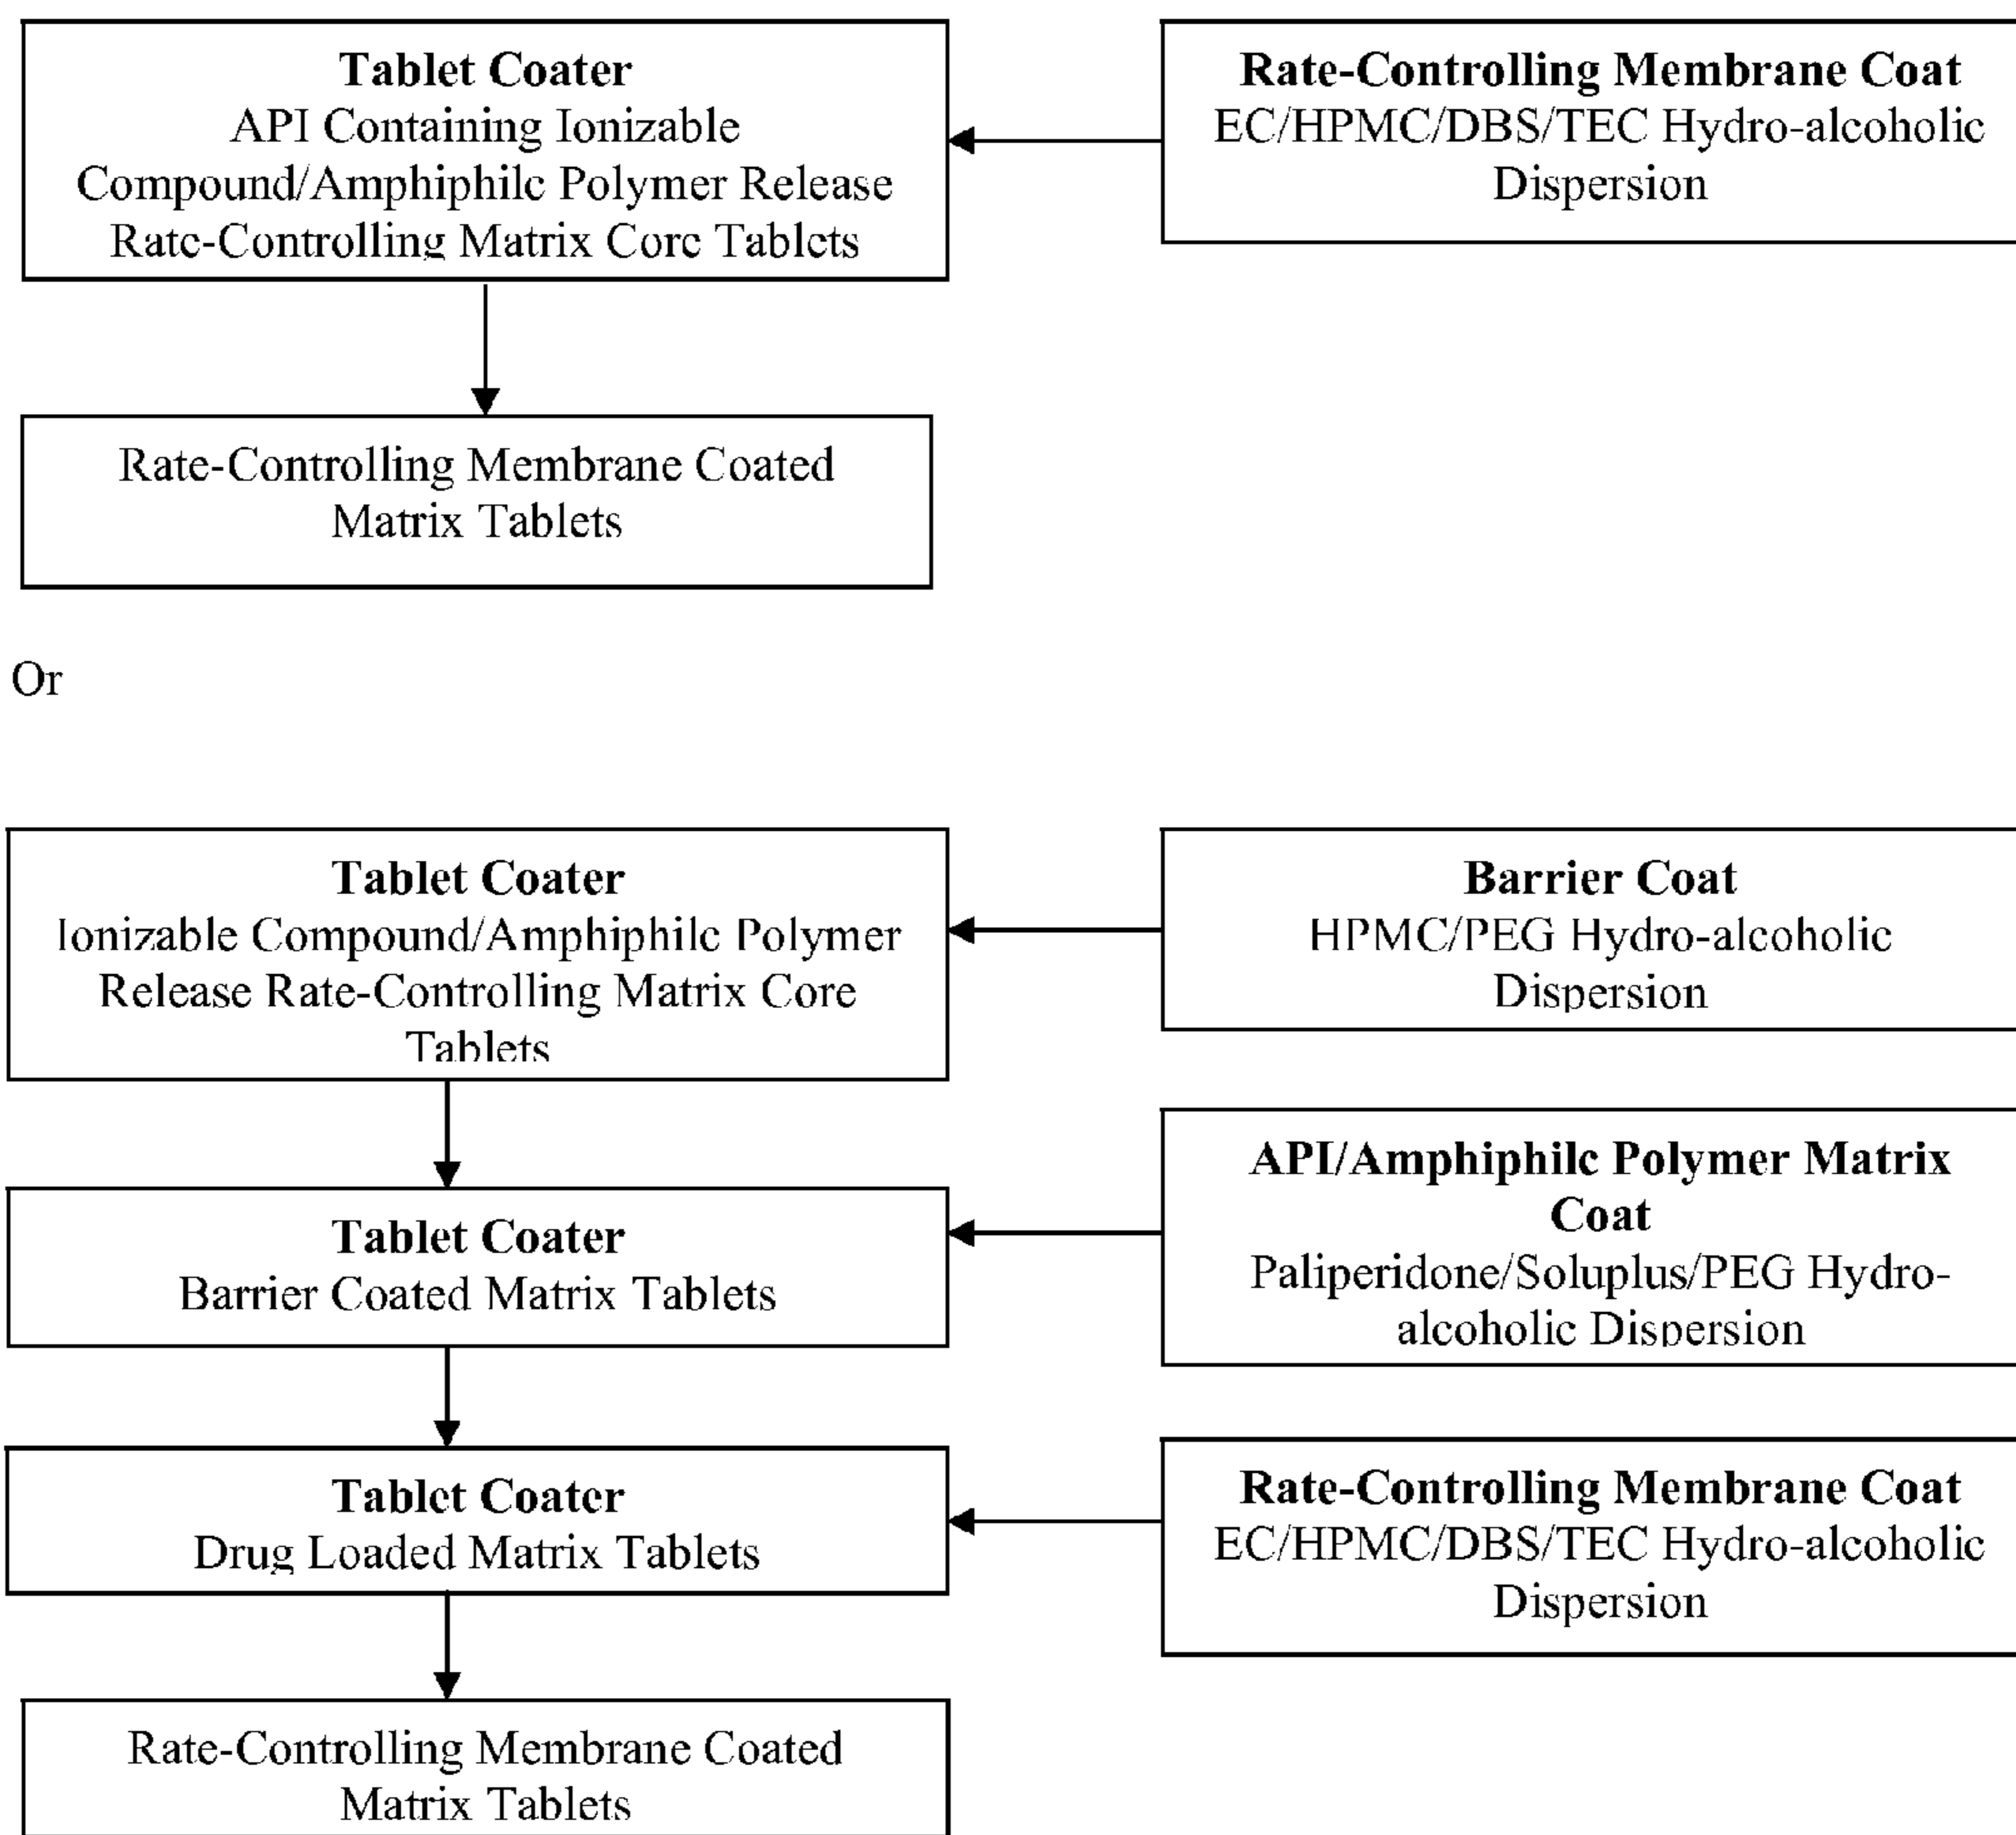 Tablet Coater
API Containing Ionizable
Compound/Amphiphilc Polymer Release
Rate-Controlling Matrix Core Tablets
Rate-Controlling Membrane Coat
EC/HPMC/DBS/TEC Hydro-alcoholic
Dispersion
Rate-Controlling Membrane Coated
Matrix Tablets
Or
Tablet Coater
Ionizable Compound/Amphiphilc Polymer
Release Rate-Controlling Matrix Core
Tablets
Barrier Coat
HPMC/PEG Hydro-alcoholic
Dispersion
Tablet Coater
Barrier Coated Matrix Tablets
API/Amphiphilc Polymer Matrix
Coat
Paliperidone/Soluplus/PEG Hydro-
alcoholic Dispersion
Tablet Coater
Drug Loaded Matrix Tablets
Rate-Controlling Membrane Coat
EC/HPMC/DBS/TEC Hydro-alcoholic
Dispersion
Rate-Controlling Membrane Coated
Matrix Tablets